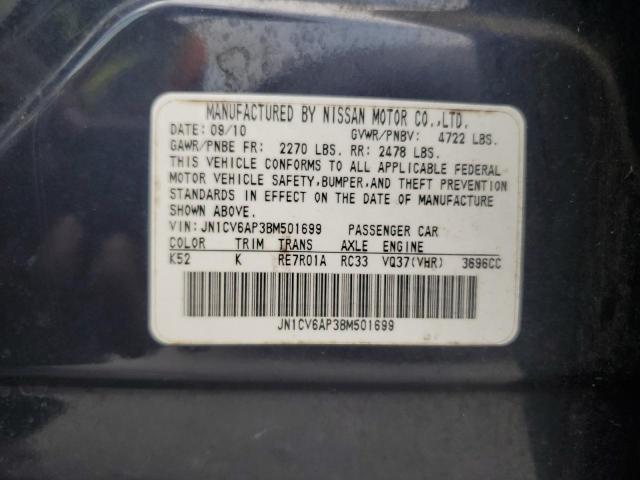 MANUFACTURED BY NISSAN MOTOR CO.,LTD.
DATE: 09/10 GVWR/PNBV: 4722 LBS.
GAWR/PNBE FR: 2270 LBS. RR: 2478 LBS.
THIS VEHICLE CONFORMS TO ALL APPLICABLE FEDERAL
MOTOR VEHICLE SAFETY,BUMPER,AND THEFT PREVENTION
STANDARDS IN EFFECT ON THE DATE OF MANUFACTURE
SHOWN ABOVE.
VIN: JN1CV6AP3BM501699 PASSENGER CAR
COLOR TRIM TRANS AXLE ENGINE
K52 K RE7R01A RC33 VQ37(VHR) 3696CC
JN1CV6AP3BM501699